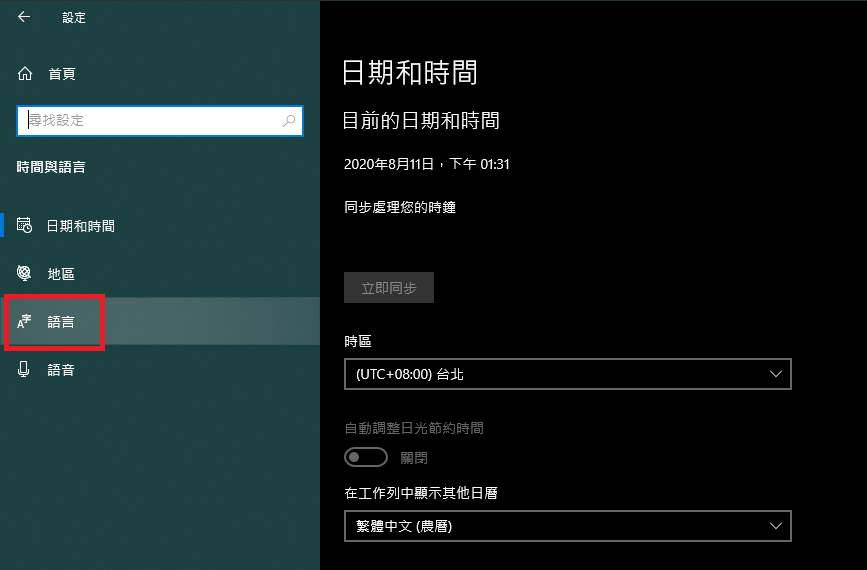 設定
首頁
尋找設定
時間與語言
日期和時間
地區
A字 語言
語音
日期和時間
目前的日期和時間
2020年8月11日，下午 01:31
同步處理您的時鐘
立即同步
時區
(UTC+08:00) 台北
自動調整日光節約時間
關閉
在工作列中顯示其他日曆
繁體中文 (農曆)